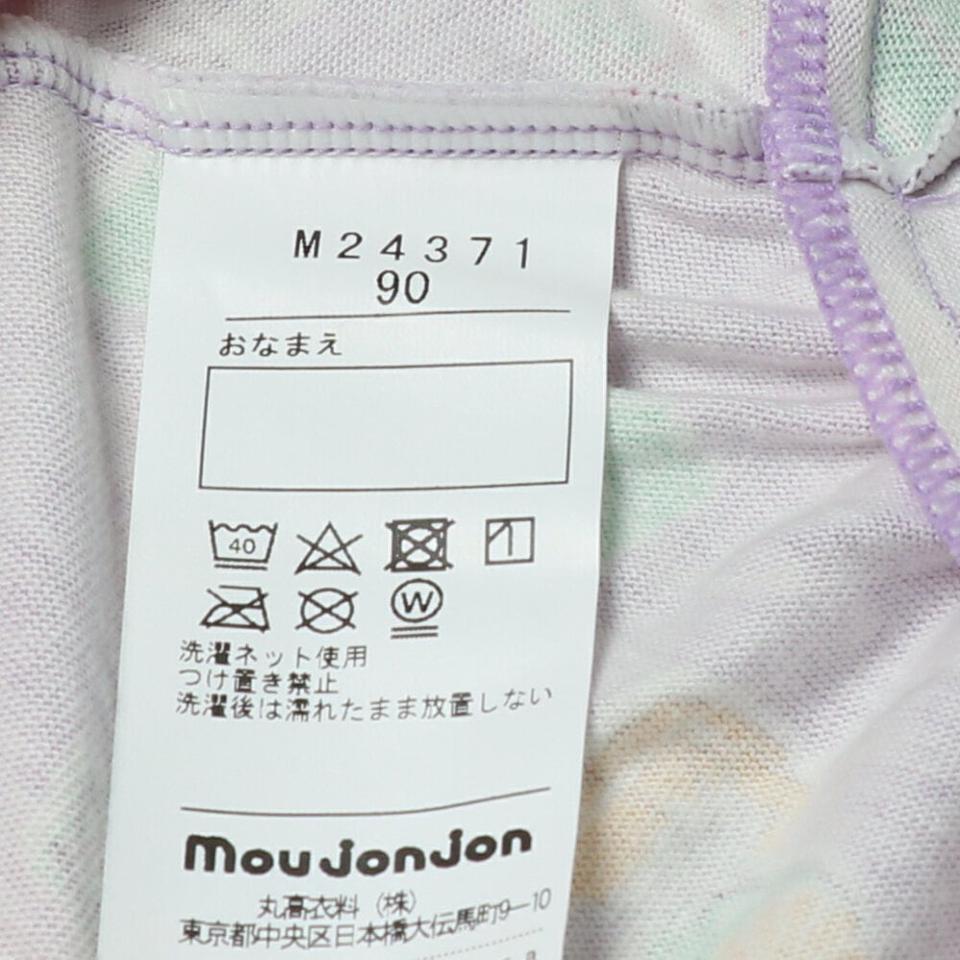 M24371
90
おなまえ
40
W
洗濯ネット使用
つけ置き禁止
洗濯後は濡れたまま放置しない
moujonjon
丸高衣料（株）
東京都中央区日本橋大伝馬町9-10